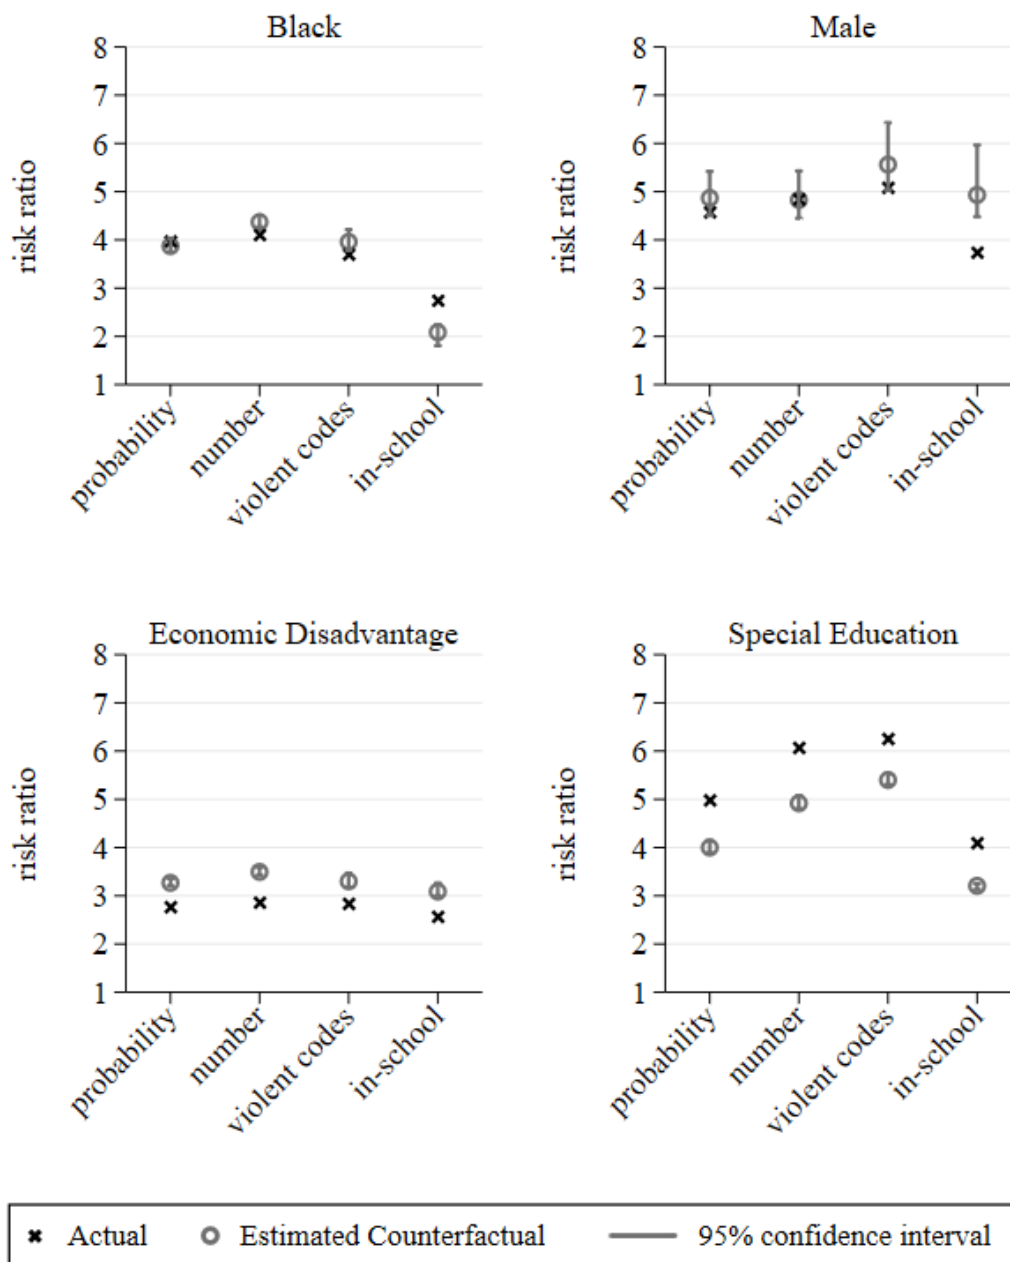 Black
8
7
6
5
4
3
2
1
risk ratio
probability
number
violent codes
in-school
Male
8
7
6
5
4
3
2
1
risk ratio
probability
number
violent codes
in-school
Economic Disadvantage
8
7
6
5
4
3
2
1
risk ratio
probability
number
violent codes
in-school
Special Education
8
7
6
5
4
3
2
1
risk ratio
probability
number
violent codes
in-school
Actual
Estimated Counterfactual
95% confidence interval